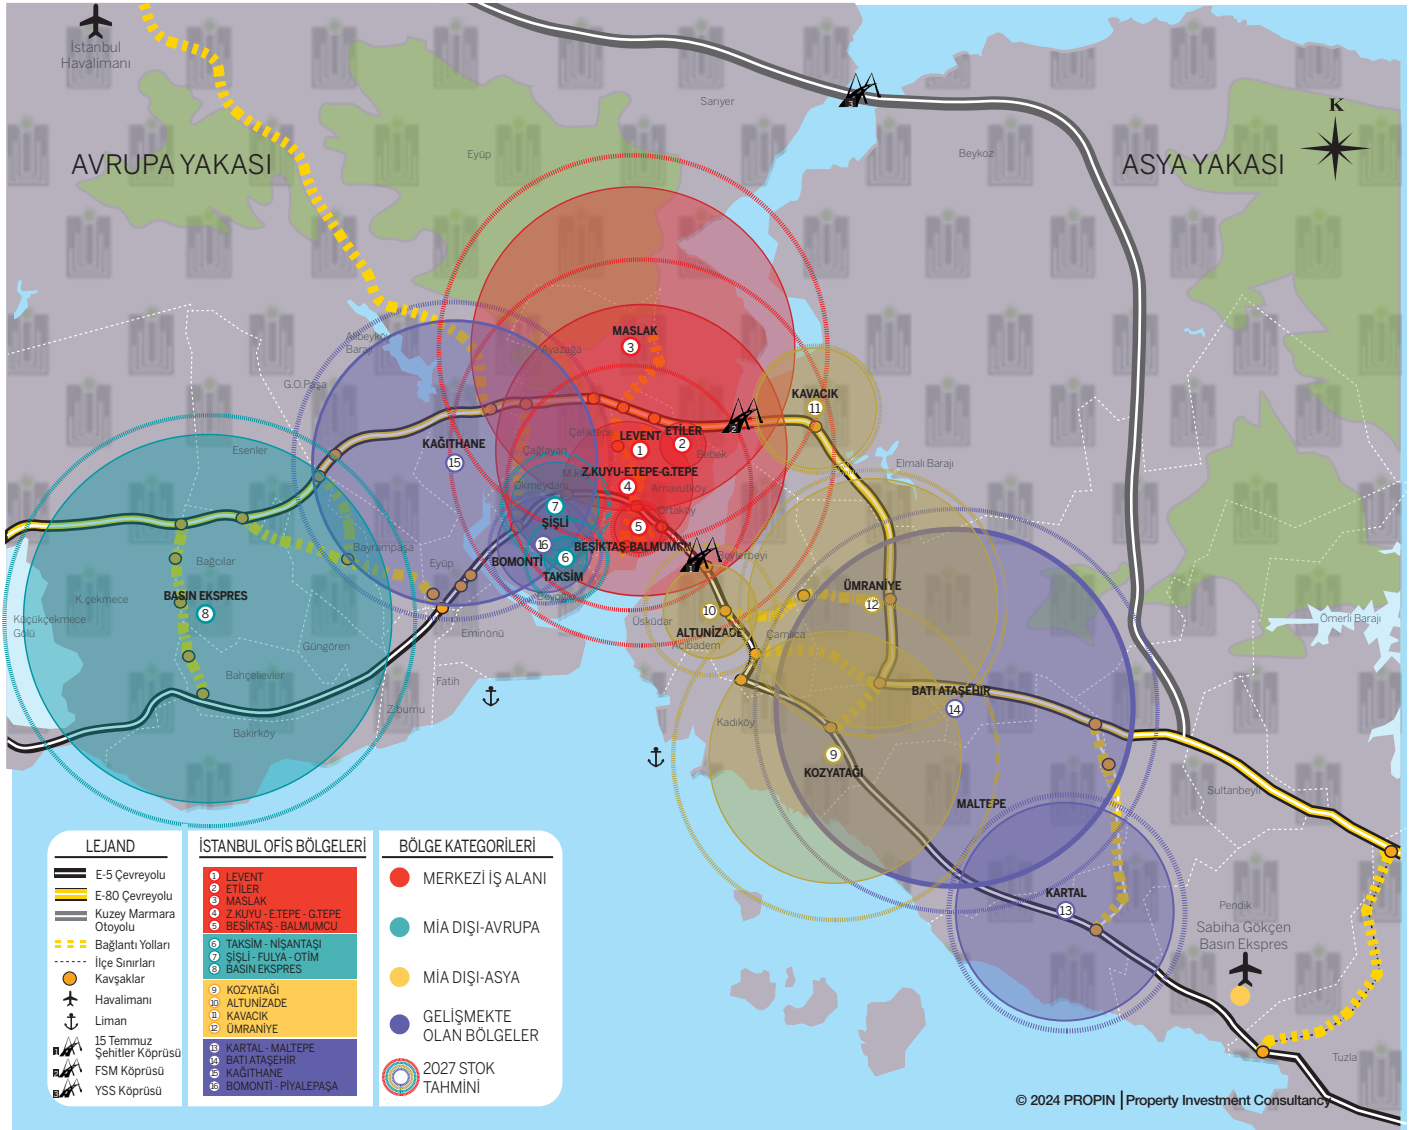 İstanbul
Havalimanı
AVRUPA YAKASI
ASYA YAKASI
K
Sarıyer
3
Eyüp
Beykoz
Alibeyköy
Barajı
MASLAK
3
Ayazağa
G.O.Paşa
KAVACIK
11
2
Esenler
KAĞITHANE
15
Çeliktepe
LEVENT
1
ETİLER
2
Bebek
Çağlayan
Elmalı Barajı
Z.KUYU-E.TEPE-G.TEPE
4
Okmeydanı
Arnavutköy
7
ŞİŞLİ
Ortaköy
5
BEŞİKTAŞ-BALMUMCU
16
BOMONTİ
6
TAKSİM
Beyoğlu
Beylerbeyi
Bağcılar
Bayrampaşa
Eyüp
K.çekmece
BASIN EKSPRES
8
Küçükçekmece
Gölü
Güngören
Eminönü
Üsküdar
10
ALTUNİZADE
Acıbadem
Çamlıca
ÜMRANİYE
12
Ömerli Barajı
Bahçelievler
Fatih
Z.burnu
Bakırköy
Kadıköy
BATI ATAŞEHİR
14
9
KOZYATAĞI
MALTEPE
Sultanbeyli
KARTAL
13
Pendik
Sabiha Gökçen
Basın Ekspres
Tuzla
LEJAND
E-5 Çevreyolu
E-80 Çevreyolu
Kuzey Marmara
Otoyolu
Bağlantı Yolları
İlçe Sınırları
Kavşaklar
Havalimanı
Liman
1 15 Temmuz
Şehitler Köprüsü
2 FSM Köprüsü
3 YSS Köprüsü
İSTANBUL OFİS BÖLGELERİ
1 LEVENT
2 ETİLER
3 MASLAK
4 Z.KUYU - E.TEPE - G.TEPE
5 BEŞİKTAŞ - BALMUMCU
6 TAKSİM - NİŞANTAŞI
7 ŞİŞLİ - FULYA - OTİM
8 BASIN EKSPRES
9 KOZYATAĞI
10 ALTUNİZADE
11 KAVACIK
12 ÜMRANİYE
13 KARTAL - MALTEPE
14 BATI ATAŞEHİR
15 KAĞITHANE
16 BOMONTİ - PİYALEPAŞA
BÖLGE KATEGORİLERİ
MERKEZİ İŞ ALANI
MİA DIŞI-AVRUPA
MİA DIŞI-ASYA
GELİŞMEKTE
OLAN BÖLGELER
2027 STOK
TAHMİNİ
© 2024 PROPIN | Property Investment Consultancy